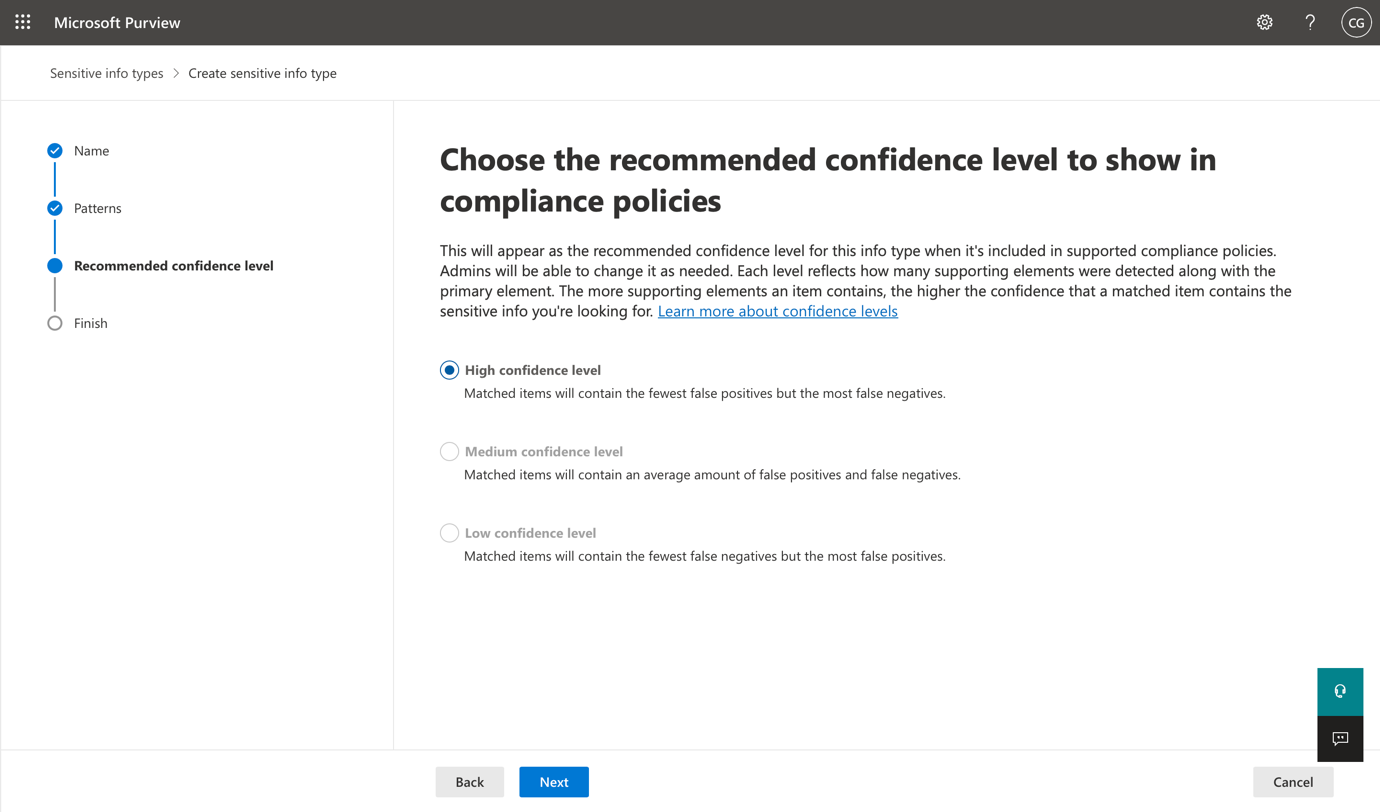 Microsoft Purview
?
CG
Sensitive info types > Create sensitive info type
Name
Patterns
Recommended confidence level
Finish
Choose the recommended confidence level to show in
compliance policies
This will appear as the recommended confidence level for this info type when it's included in supported compliance policies.
Admins will be able to change it as needed. Each level reflects how many supporting elements were detected along with the
primary element. The more supporting elements an item contains, the higher the confidence that a matched item contains the
sensitive info you're looking for. Learn more about confidence levels
High confidence level
Matched items will contain the fewest false positives but the most false negatives.
Medium confidence level
Matched items will contain an average amount of false positives and false negatives.
Low confidence level
Matched items will contain the fewest false negatives but the most false positives.
Back
Next
Cancel